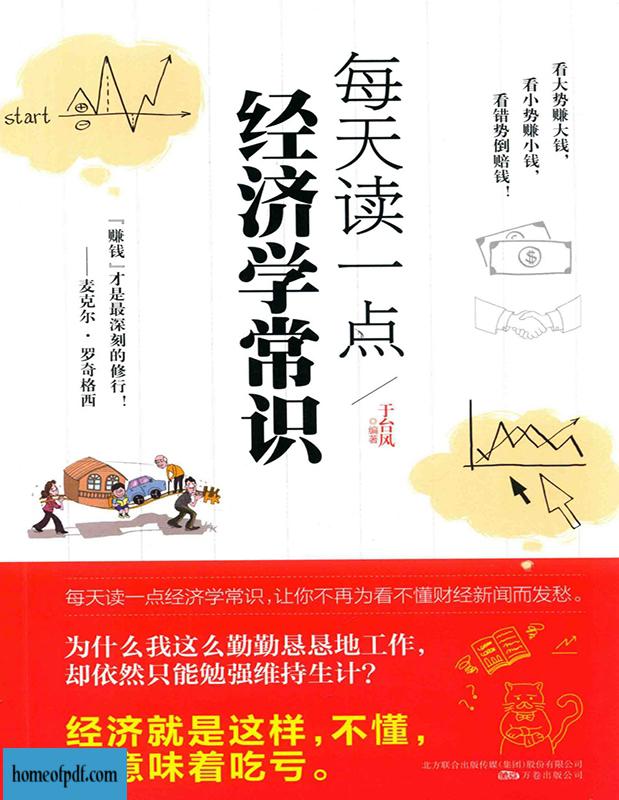 start
每天读一点
经济学常识
看大势赚大钱，
看小势赚小钱，
看错势倒赔钱！
『赚钱』才是最深刻的修行！
——麦克尔·罗奇格西
于台风
编著
每天读一点经济学常识，让你不再为看不懂财经新闻而发愁。
为什么我这么勤勤恳恳地工作，
却依然只能勉强维持生计？
经济就是这样，不懂，
意味着吃亏。
北方联合出版传媒（集团）股份有限公司
万卷出版公司
homeofpdf.com